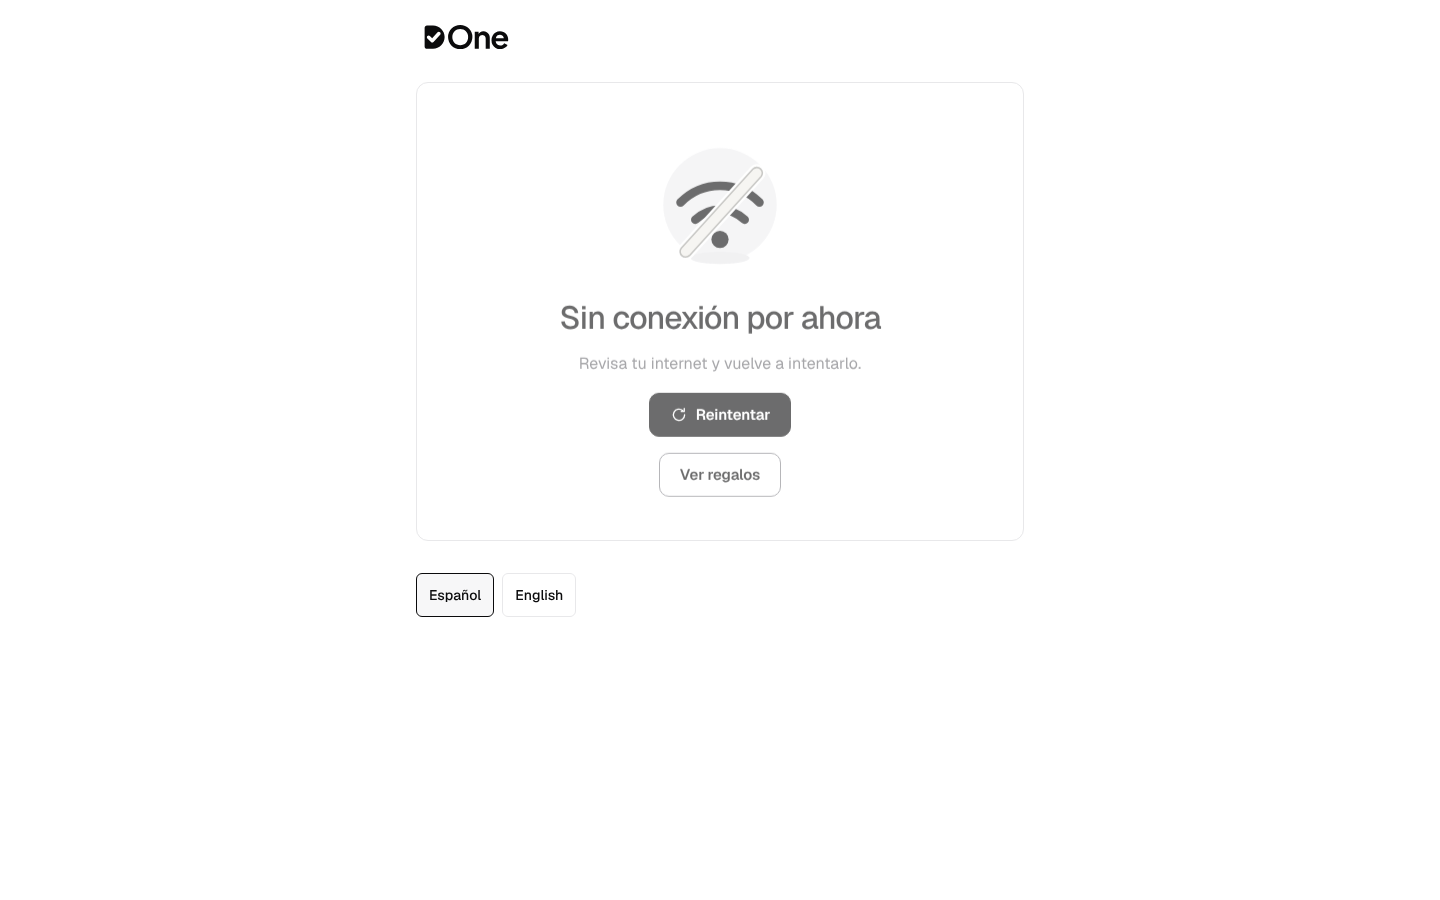 One
Sin conexión por ahora
Revisa tu internet y vuelve a intentarlo.
Reintentar
Ver regalos
Español
English